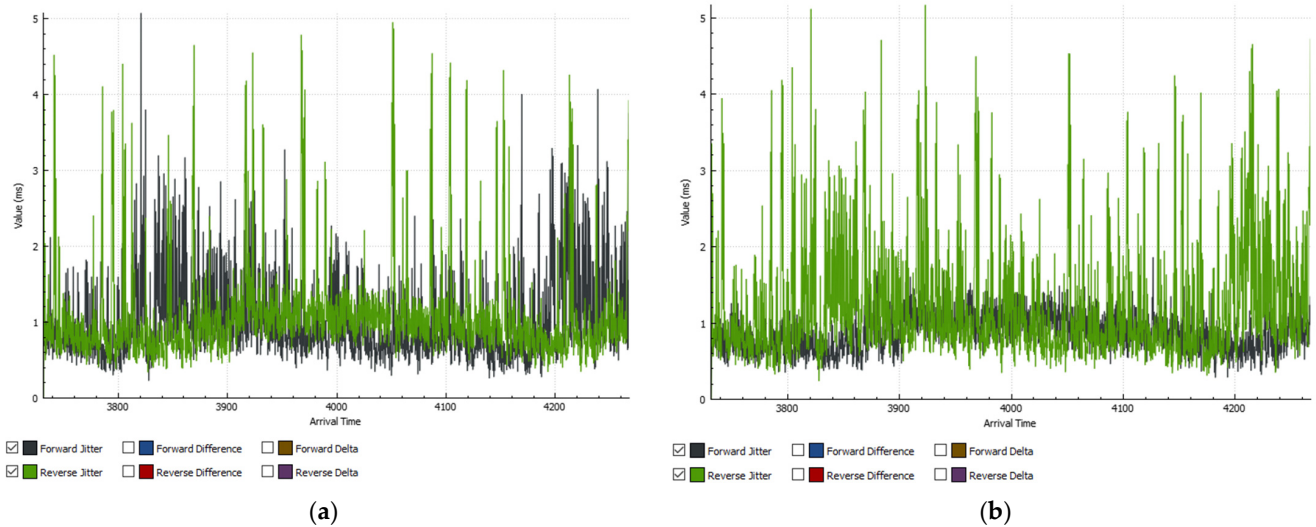 5
4
3
2
1
0
Value (ms)
3800 3900 4000 4100 4200
Arrival Time
Forward Jitter Forward Difference Forward Delta
Reverse Jitter Reverse Difference Reverse Delta
(a)
5
4
3
2
1
0
Value (ms)
3800 3900 4000 4100 4200
Arrival Time
Forward Jitter Forward Difference Forward Delta
Reverse Jitter Reverse Difference Reverse Delta
(b)